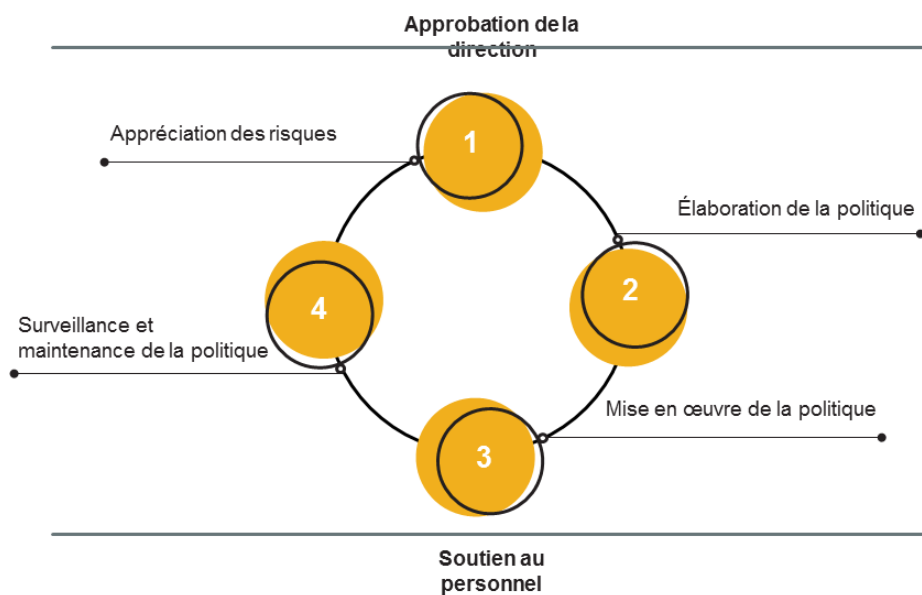 Approbation de la
direction
1
Appréciation des risques
Élaboration de la politique
2
4
Surveillance et
maintenance de la politique
Mise en œuvre de la politique
3
Soutien au
personnel